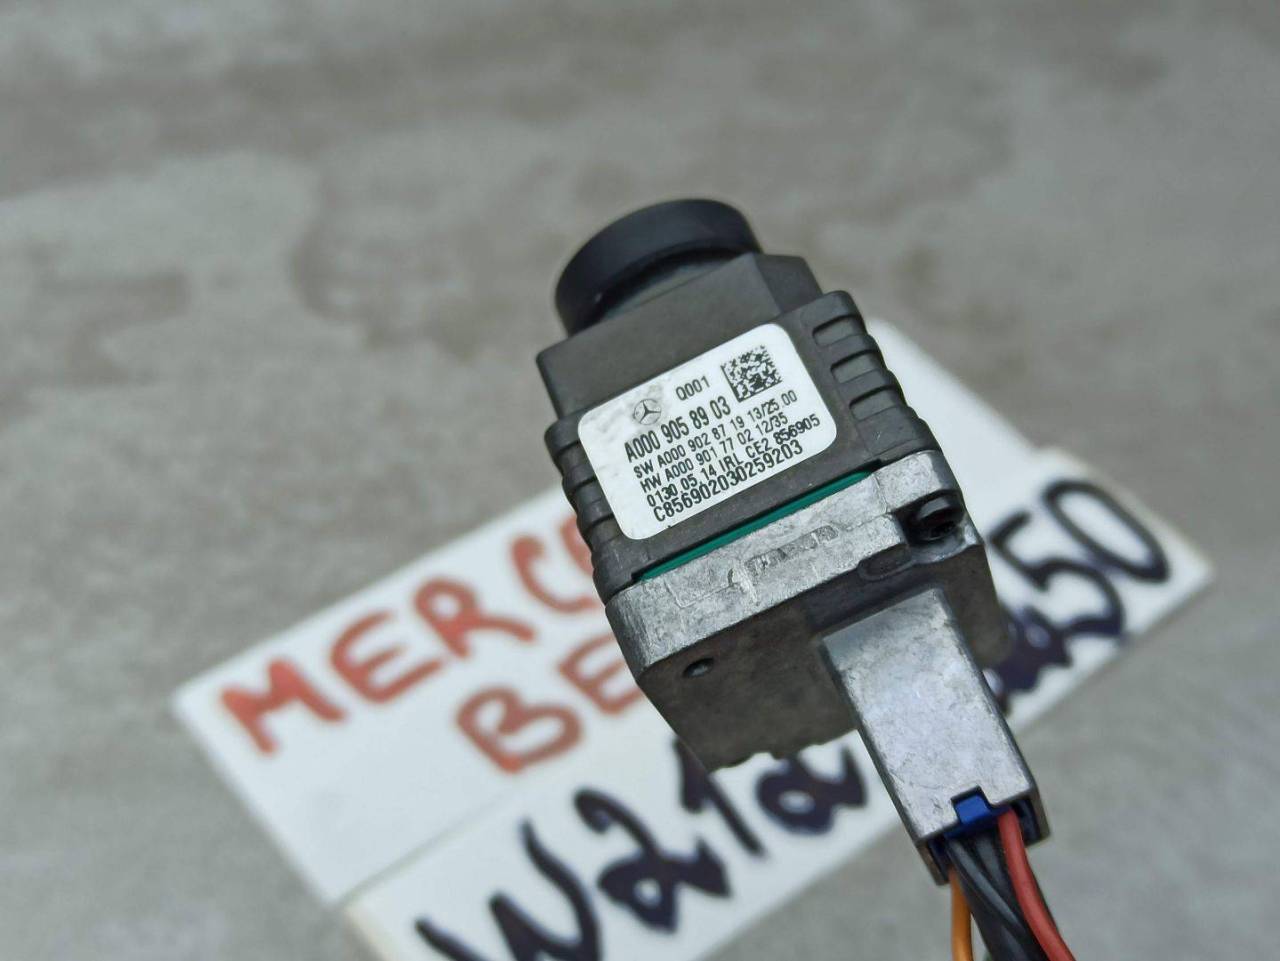 Q001
A000 905 89 03
SW A000 902 87 19 13/25 00
HW A000 901 77 02 12/35
0130 05 14 IRL CE2 856905
C856902030259203
MERC
BE
W212
50